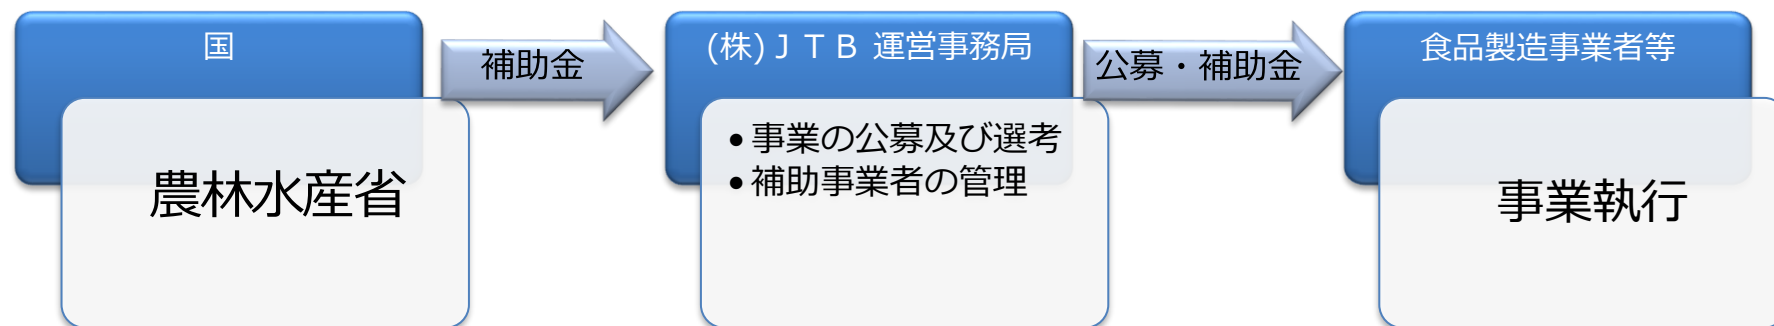 国
農林水産省
補助金
(株)ＪＴＢ 運営事務局
• 事業の公募及び選考
• 補助事業者の管理
公募・補助金
食品製造事業者等
事業執行